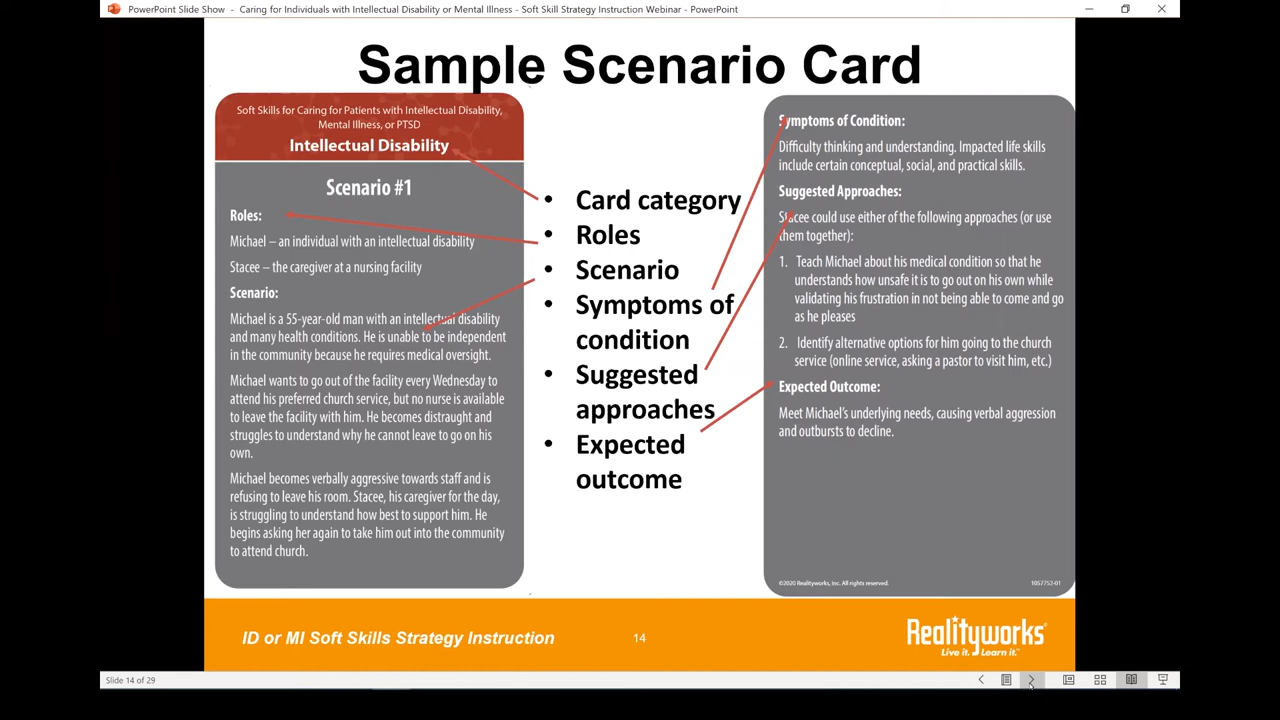 PowerPoint Slide Show - Caring for Individuals with Intellectual Disability or Mental Illness - Soft Skill Strategy Instruction Webinar - PowerPoint
Sample Scenario Card
Soft Skills for Caring for Patients with Intellectual Disability,
Mental Illness, or PTSD
Intellectual Disability
Scenario #1
Roles:
Michael – an individual with an intellectual disability
Stacee – the caregiver at a nursing facility
Scenario:
Michael is a 55-year-old man with an intellectual disability
and many health conditions. He is unable to be independent
in the community because he requires medical oversight.
Michael wants to go out of the facility every Wednesday to
attend his preferred church service, but no nurse is available
to leave the facility with him. He becomes distraught and
struggles to understand why he cannot leave to go on his
own.
Michael becomes verbally aggressive towards staff and is
refusing to leave his room. Stacee, his caregiver for the day,
is struggling to understand how best to support him. He
begins asking her again to take him out into the community
to attend church.
• Card category
• Roles
• Scenario
• Symptoms of
condition
• Suggested
approaches
• Expected
outcome
Symptoms of Condition:
Difficulty thinking and understanding. Impacted life skills
include certain conceptual, social, and practical skills.
Suggested Approaches:
Stacee could use either of the following approaches (or use
them together):
1. Teach Michael about his medical condition so that he
understands how unsafe it is to go out on his own while
validating his frustration in not being able to come and go
as he pleases
2. Identify alternative options for him going to the church
service (online service, asking a pastor to visit him, etc.)
Expected Outcome:
Meet Michael's underlying needs, causing verbal aggression
and outbursts to decline.
©2020 Realityworks, Inc. All rights reserved.
1057752-01
ID or MI Soft Skills Strategy Instruction
14
Realityworks®
Live it. Learn it.™
Slide 14 of 29